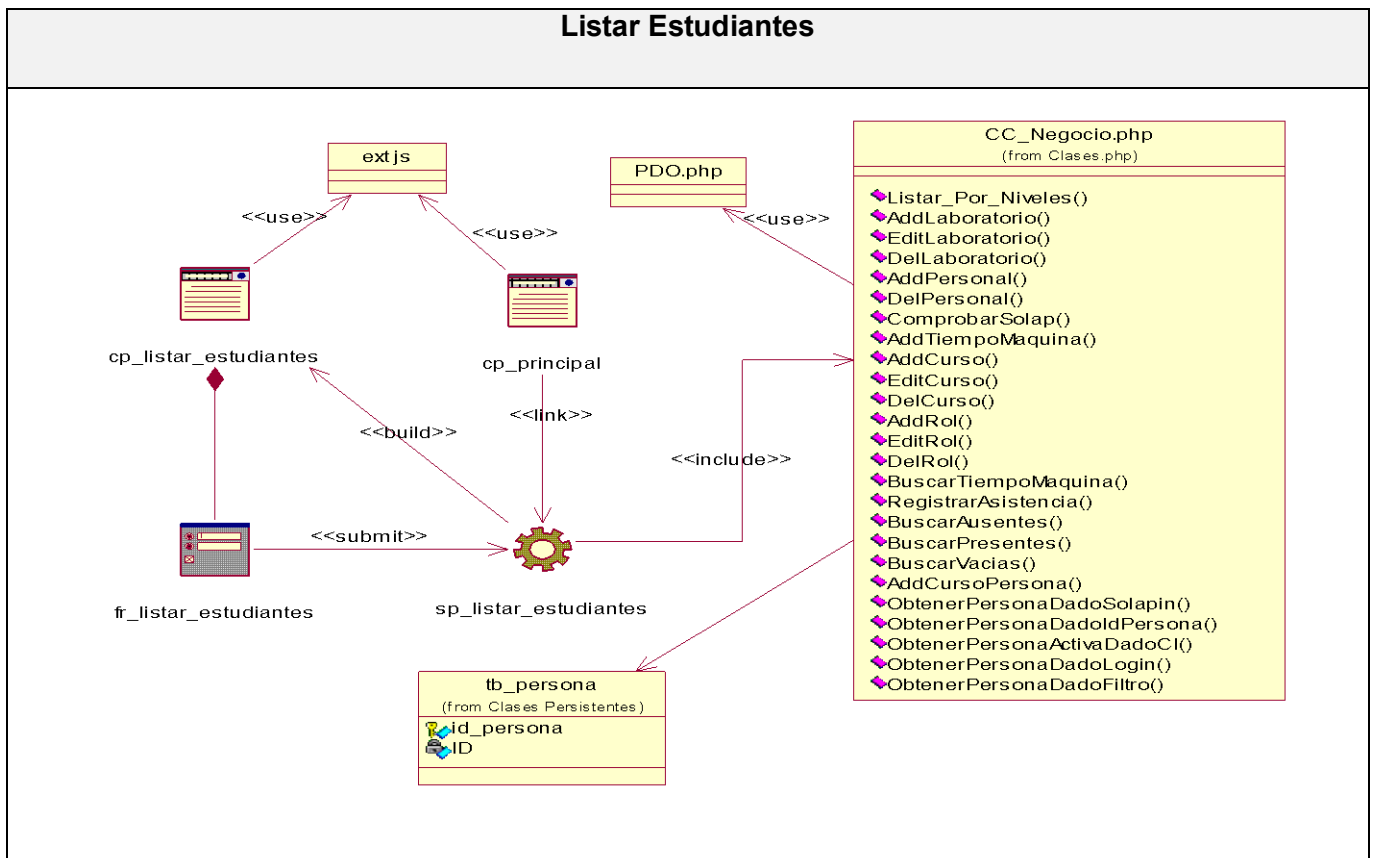 Listar Estudiantes
extjs
PDO.php
CC_Negocio.php
(from Clases.php)
<<use>>
<<use>>
<<use>>
Listar_Por_Niveles()
AddLaboratorio()
EditLaboratorio()
DelLaboratorio()
AddPersonal()
DelPersonal()
ComprobarSolap()
AddTiempoMaquina()
AddCurso()
EditCurso()
DelCurso()
AddRol()
EditRol()
DelRol()
BuscarTiempoMaquina()
RegistrarAsistencia()
BuscarAusentes()
BuscarPresentes()
BuscarVacias()
AddCursoPersona()
ObtenerPersonaDadoSolapin()
ObtenerPersonaDadoIdPersona()
ObtenerPersonaActivaDadoCI()
ObtenerPersonaDadoLogin()
ObtenerPersonaDadoFiltro()
cp_listar_estudiantes
cp_principal
<<link>>
<<build>>
<<include>>
<<submit>>
fr_listar_estudiantes
sp_listar_estudiantes
tb_persona
(from Clases Persistentes)
id_persona
ID